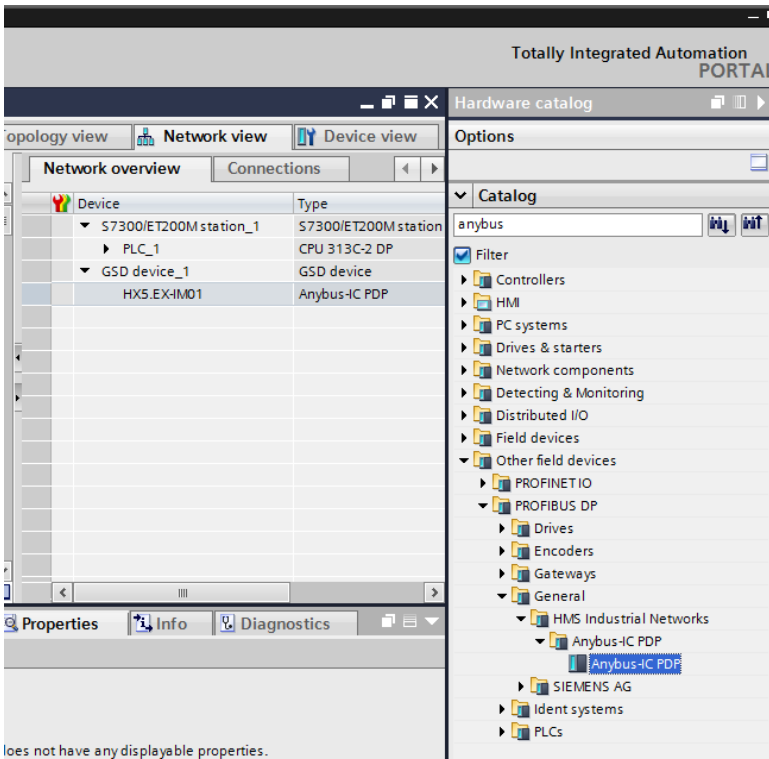 Totally Integrated Automation
PORTAL
Hardware catalog
Topology view
Network view
Device view
Options
Network overview
Connections
Device
Type
Catalog
S7300/ET200M station_1
S7300/ET200M station
anybus
PLC_1
CPU 313C-2 DP
Filter
GSD device_1
GSD device
HX5.EX-IM01
Anybus-IC PDP
Controllers
HMI
PC systems
Drives & starters
Network components
Detecting & Monitoring
Distributed I/O
Field devices
Other field devices
PROFINET IO
PROFIBUS DP
Drives
Encoders
Gateways
General
HMS Industrial Networks
Anybus-IC PDP
Anybus-IC PDP
SIEMENS AG
Ident systems
PLCs
Properties
Info
Diagnostics
does not have any displayable properties.